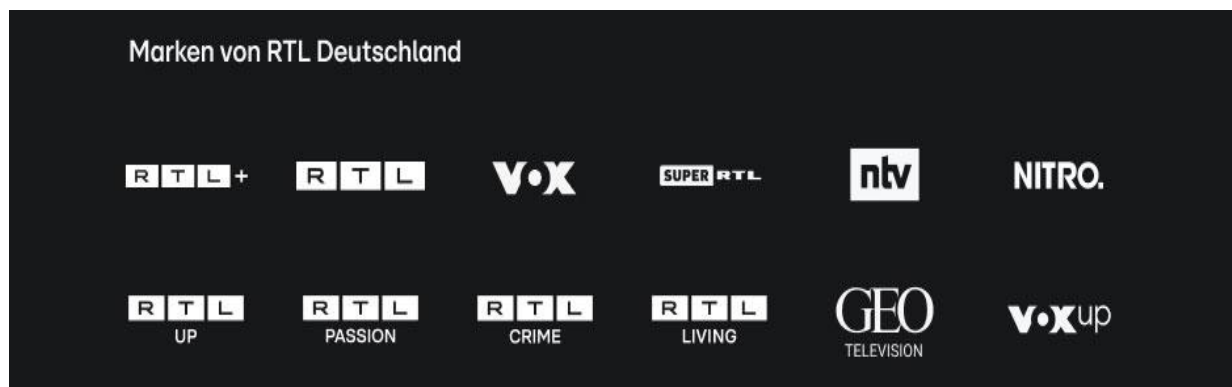 Marken von RTL Deutschland
RTL+
RTL
VOX
SUPER RTL
ntv
NITRO.
RTL
UP
RTL
PASSION
RTL
CRIME
RTL
LIVING
GEO
TELEVISION
VOXup